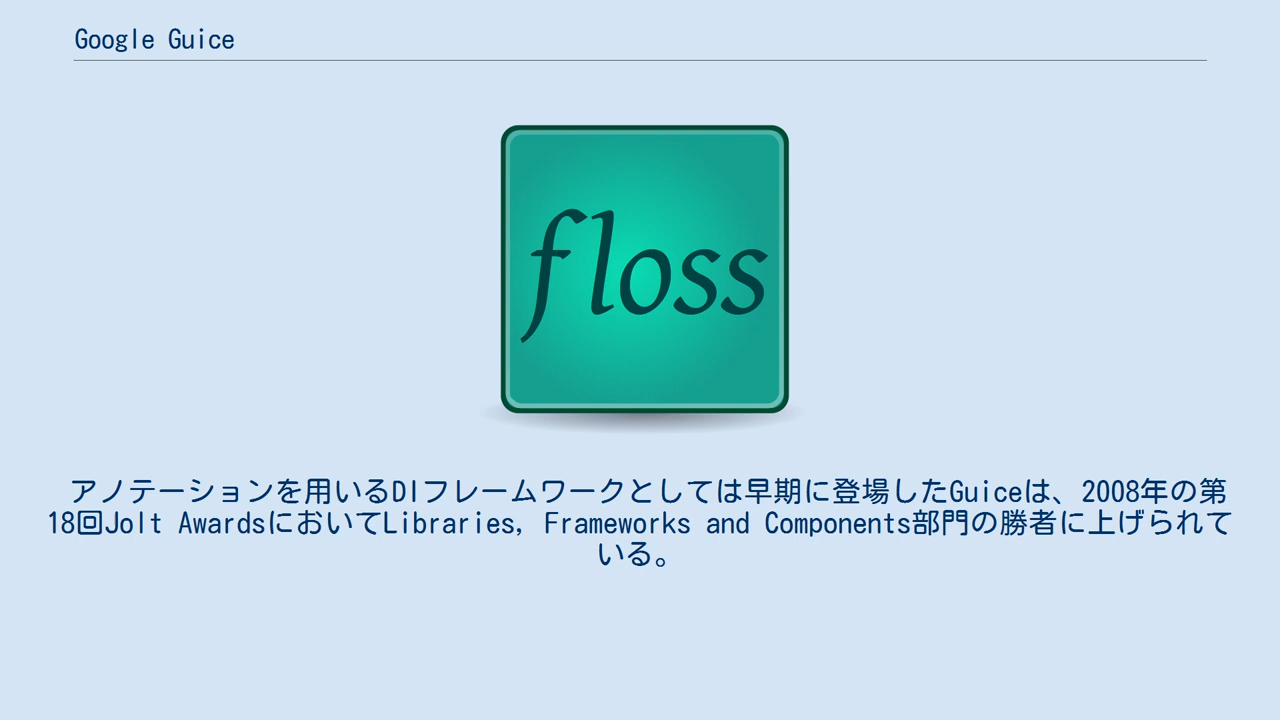 Google Guice
floss
アノテーションを用いるDIフレームワークとしては早期に登場したGuiceは、2008年の第
18回Jolt AwardsにおいてLibraries, Frameworks and Components部門の勝者に上げられて
いる。